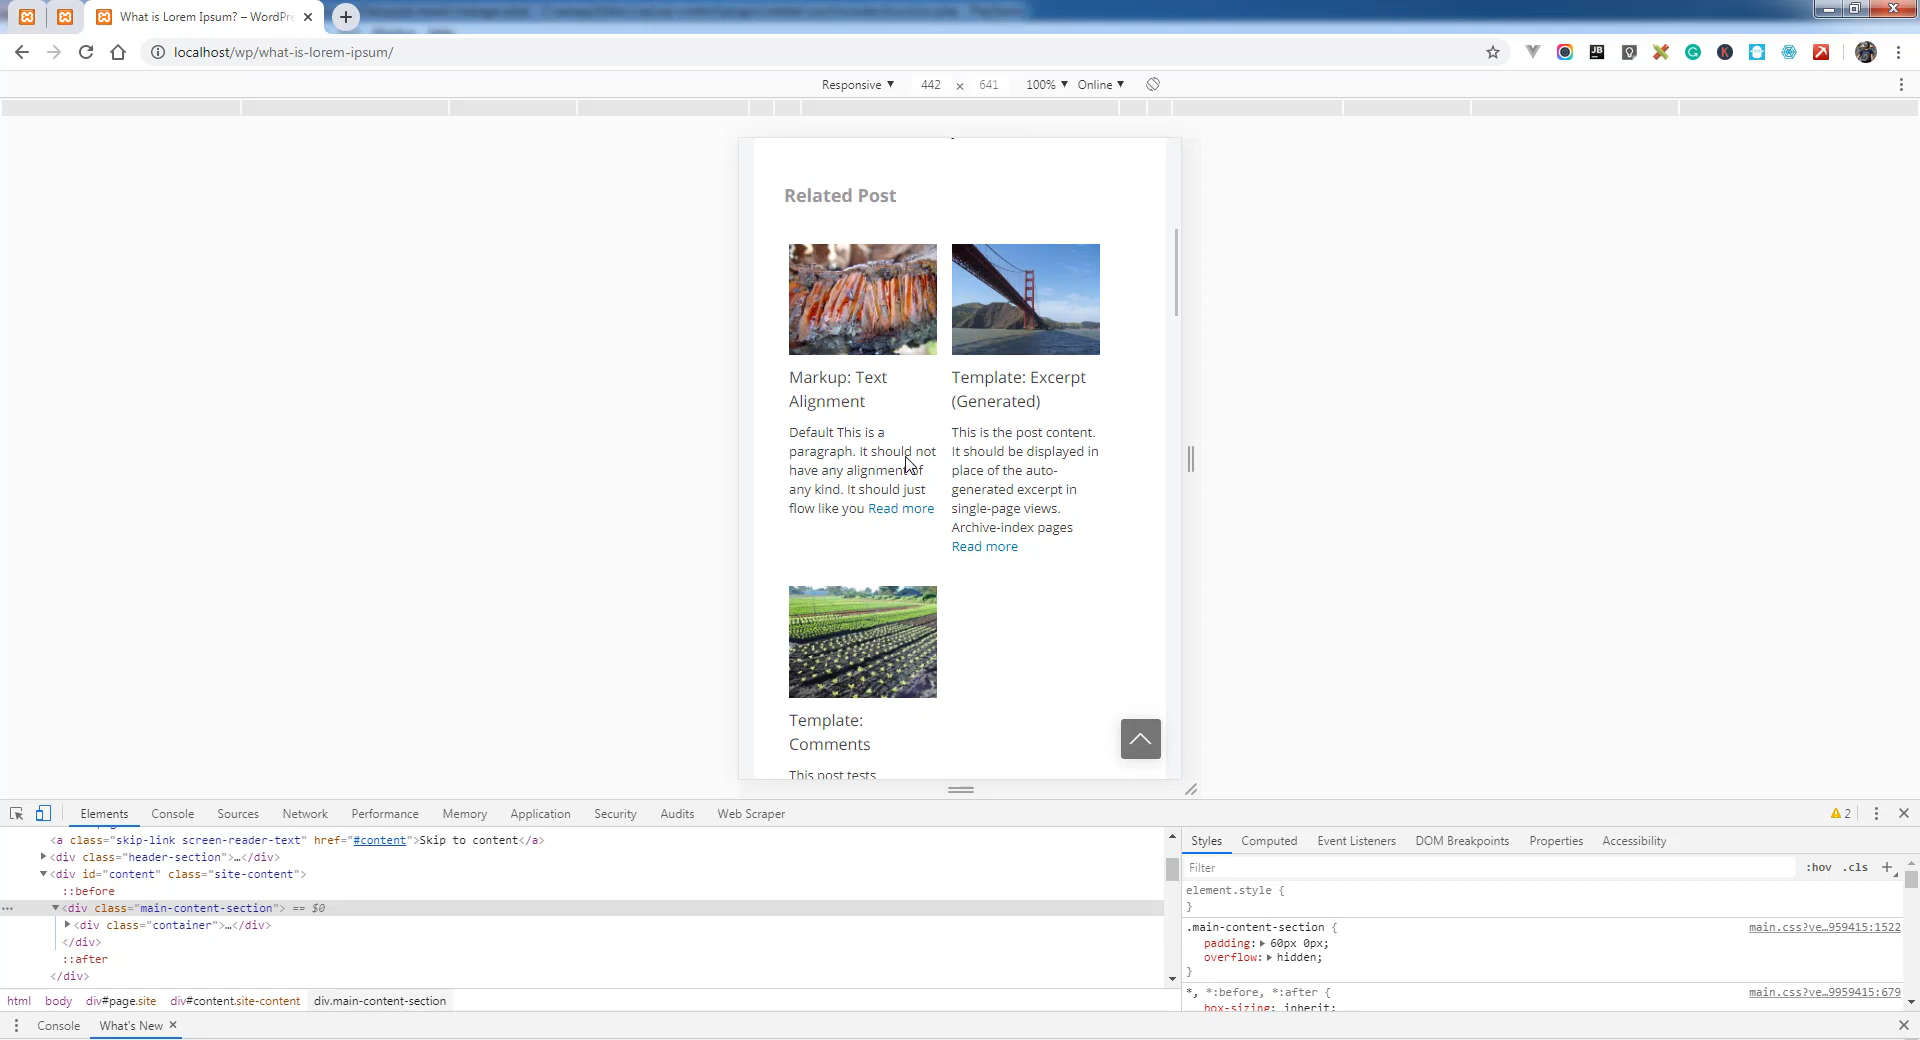 What is Lorem Ipsum? – WordPre
localhost/wp/what-is-lorem-ipsum/
Responsive ▼ 442 × 641 100% ▼ Online ▼
Related Post
Markup: Text
Alignment
Default This is a
paragraph. It should not
have any alignment of
any kind. It should just
flow like you Read more
Template: Excerpt
(Generated)
This is the post content.
It should be displayed in
place of the auto-
generated excerpt in
single-page views.
Archive-index pages
Read more
Template:
Comments
This post tests
Elements Console Sources Network Performance Memory Application Security Audits Web Scraper 2
<a class="skip-link screen-reader-text" href="#content">Skip to content</a>
<div class="header-section">…</div>
<div id="content" class="site-content">
::before
<div class="main-content-section"> == $0
<div class="container">…</div>
</div>
::after
</div>
html body div#page.site div#content.site-content div.main-content-section
Styles Computed Event Listeners DOM Breakpoints Properties Accessibility
Filter :hov .cls +
element.style {
}
.main-content-section { main.css?ve…959415:1522
padding: 60px 0px;
overflow: hidden;
}
*, *:before, *:after { main.css?ve…9959415:679
box-sizing: inherit;
Console What's New ×